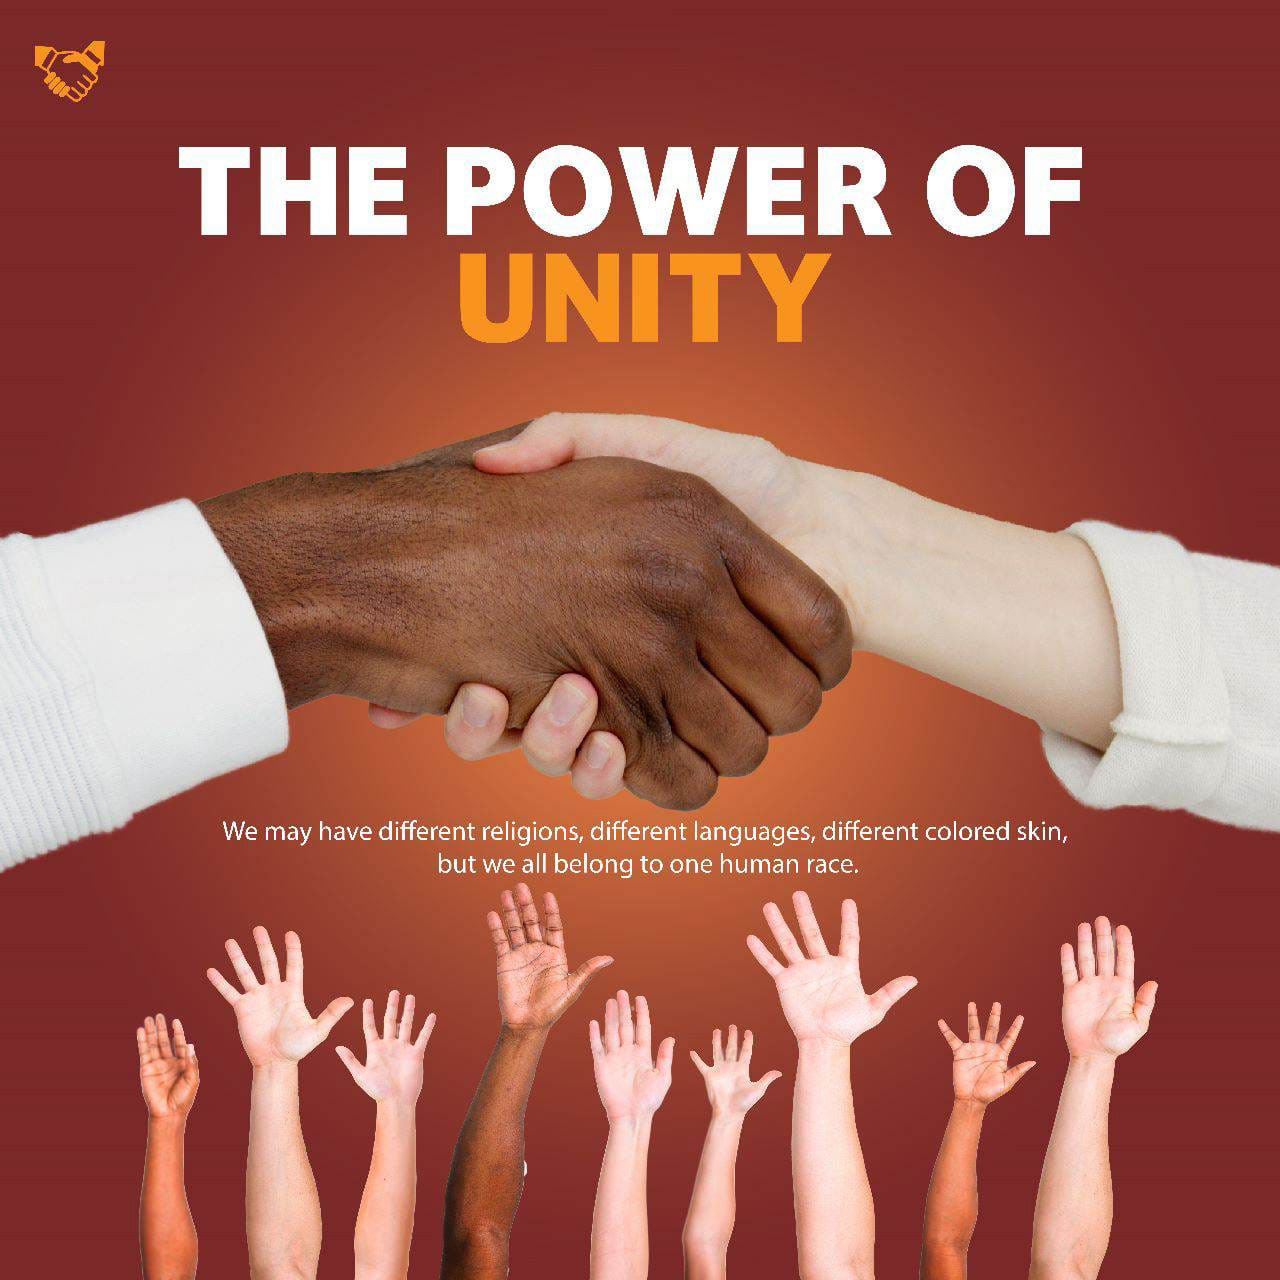 THE POWER OF
UNITY
We may have different religions, different languages, different colored skin,
but we all belong to one human race.